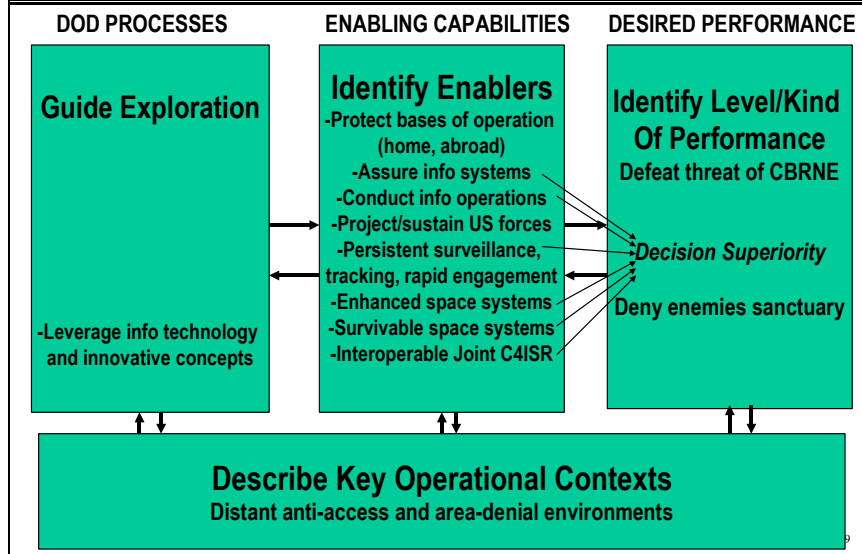 DOD PROCESSES
ENABLING CAPABILITIES
DESIRED PERFORMANCE
Guide Exploration
-Leverage info technology
and innovative concepts
Identify Enablers
-Protect bases of operation
(home, abroad)
-Assure info systems
-Conduct info operations
-Project/sustain US forces
-Persistent surveillance,
tracking, rapid engagement
-Enhanced space systems
-Survivable space systems
-Interoperable Joint C4ISR
Identify Level/Kind
Of Performance
Defeat threat of CBRNE
Decision Superiority
Deny enemies sanctuary
Describe Key Operational Contexts
Distant anti-access and area-denial environments
9